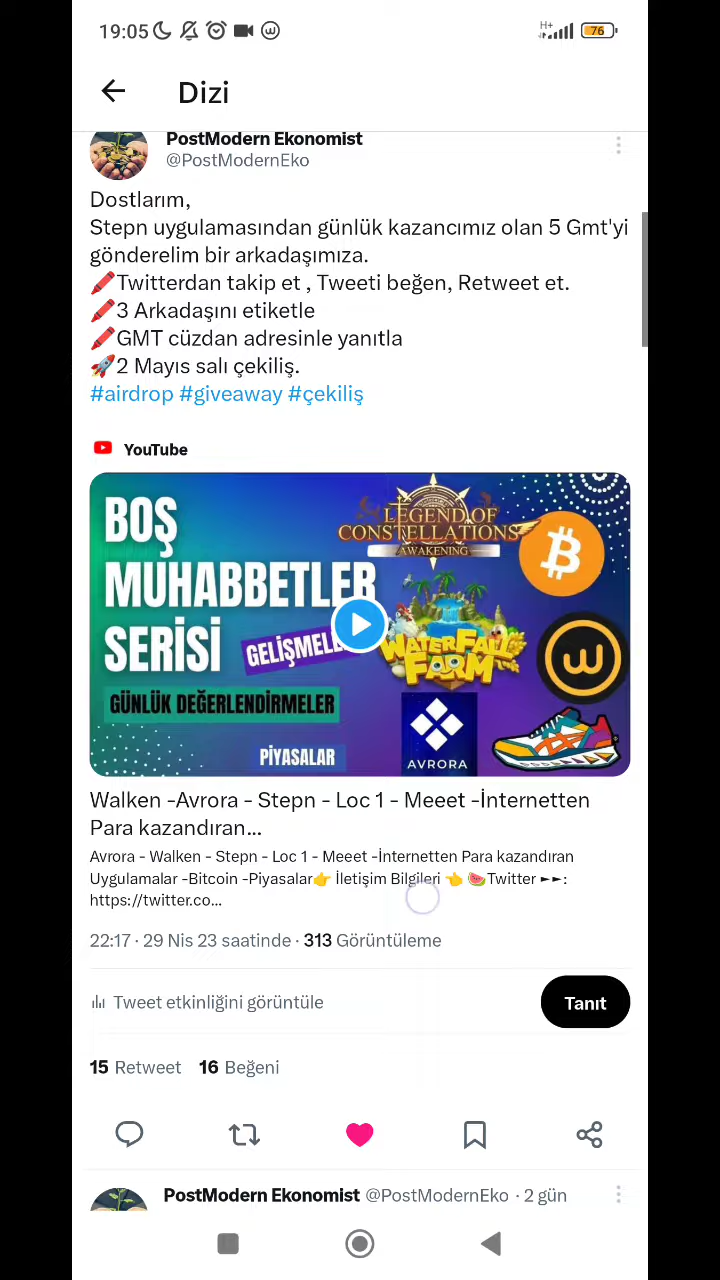 19:05
H+
76
Dizi
PostModern Ekonomist
@PostModernEko
Dostlarım,
Stepn uygulamasından günlük kazancımız olan 5 Gmt'yi
gönderelim bir arkadaşımıza.
🖍️Twitterdan takip et , Tweeti beğen, Retweet et.
🖍️3 Arkadaşını etiketle
🖍️GMT cüzdan adresinle yanıtla
🚀2 Mayıs salı çekiliş.
#airdrop #giveaway #çekiliş
YouTube
BOŞ
MUHABBETLER
SERİSİ
GELİŞMELE
GÜNLÜK DEĞERLENDİRMELER
PİYASALAR
LEGEND OF
CONSTELLATIONS
AWAKENING
WATERFALL
FARM
AVRORA
Walken -Avrora - Stepn - Loc 1 - Meeet -İnternetten
Para kazandıran...
Avrora - Walken - Stepn - Loc 1 - Meeet -İnternetten Para kazandıran
Uygulamalar -Bitcoin -Piyasalar👉 İletişim Bilgileri 👈 🍉Twitter ►►:
https://twitter.co...
22:17 · 29 Nis 23 saatinde · 313 Görüntüleme
Tweet etkinliğini görüntüle
Tanıt
15 Retweet 16 Beğeni
PostModern Ekonomist @PostModernEko · 2 gün